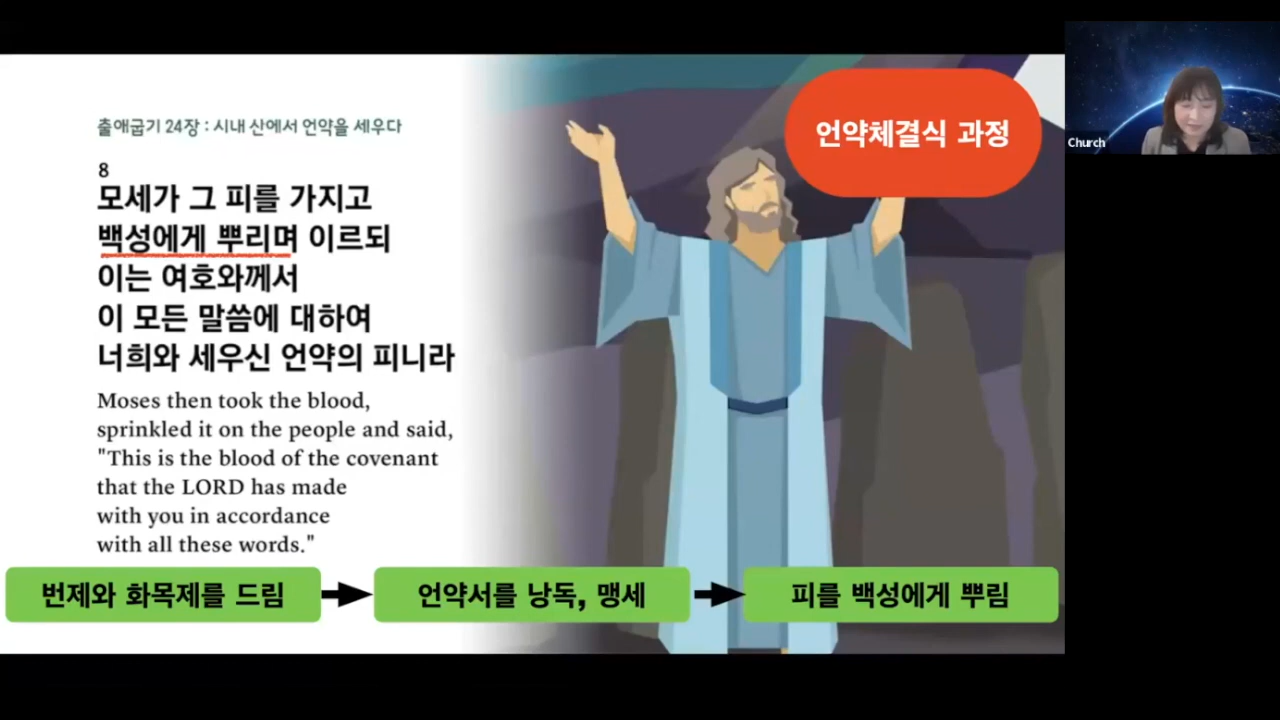 출애굽기 24장 : 시내 산에서 언약을 세우다
언약체결식 과정
8
모세가 그 피를 가지고
백성에게 뿌리며 이르되
이는 여호와께서
이 모든 말씀에 대하여
너희와 세우신 언약의 피니라
Moses then took the blood,
sprinkled it on the people and said,
"This is the blood of the covenant
that the LORD has made
with you in accordance
with all these words."
번제와 화목제를 드림
언약서를 낭독, 맹세
피를 백성에게 뿌림
Church